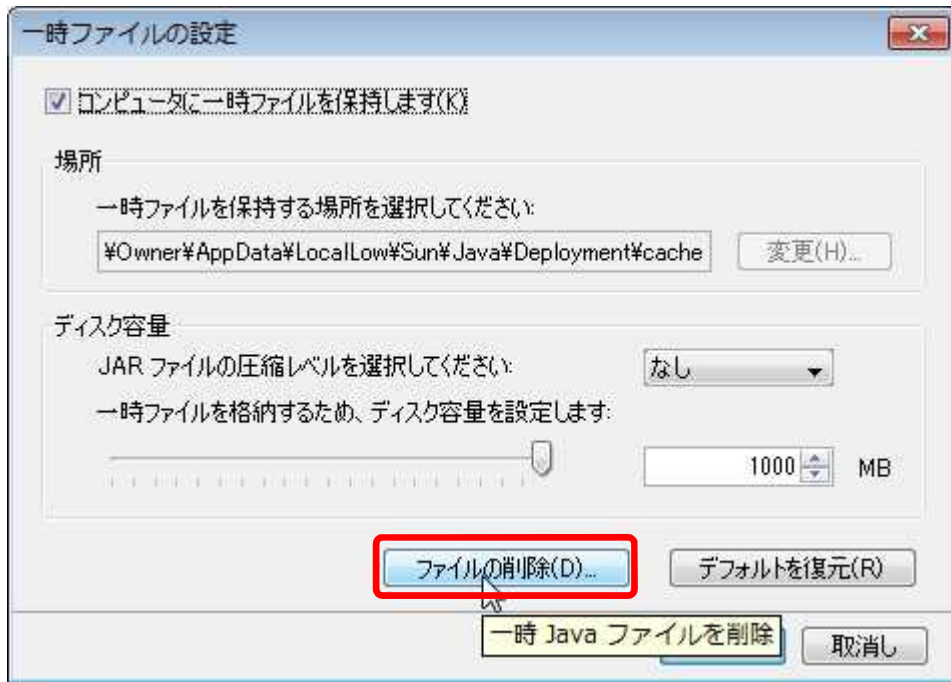 一時ファイルの設定
コンピュータに一時ファイルを保持します(K)
場所
一時ファイルを保持する場所を選択してください:
¥Owner¥AppData¥LocalLow¥Sun¥Java¥Deployment¥cache
変更(H)...
ディスク容量
JAR ファイルの圧縮レベルを選択してください:
なし
一時ファイルを格納するため、ディスク容量を設定します:
1000 MB
ファイルの削除(D)...
デフォルトを復元(R)
一時 Java ファイルを削除
取消し